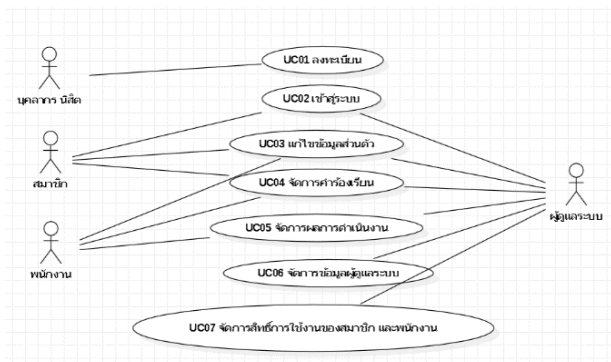 UC01 ลงทะเบียน
บุคลากร นิสิต
UC02 เข้าสู่ระบบ
UC03 แก้ไขข้อมูลส่วนตัว
สมาชิก
UC04 จัดการคำร้องเรียน
ผู้ดูแลระบบ
UC05 จัดการผลการดำเนินงาน
พนักงาน
UC06 จัดการข้อมูลผู้ดูแลระบบ
UC07 จัดการสิทธิ์การใช้งานของสมาชิก และพนักงาน